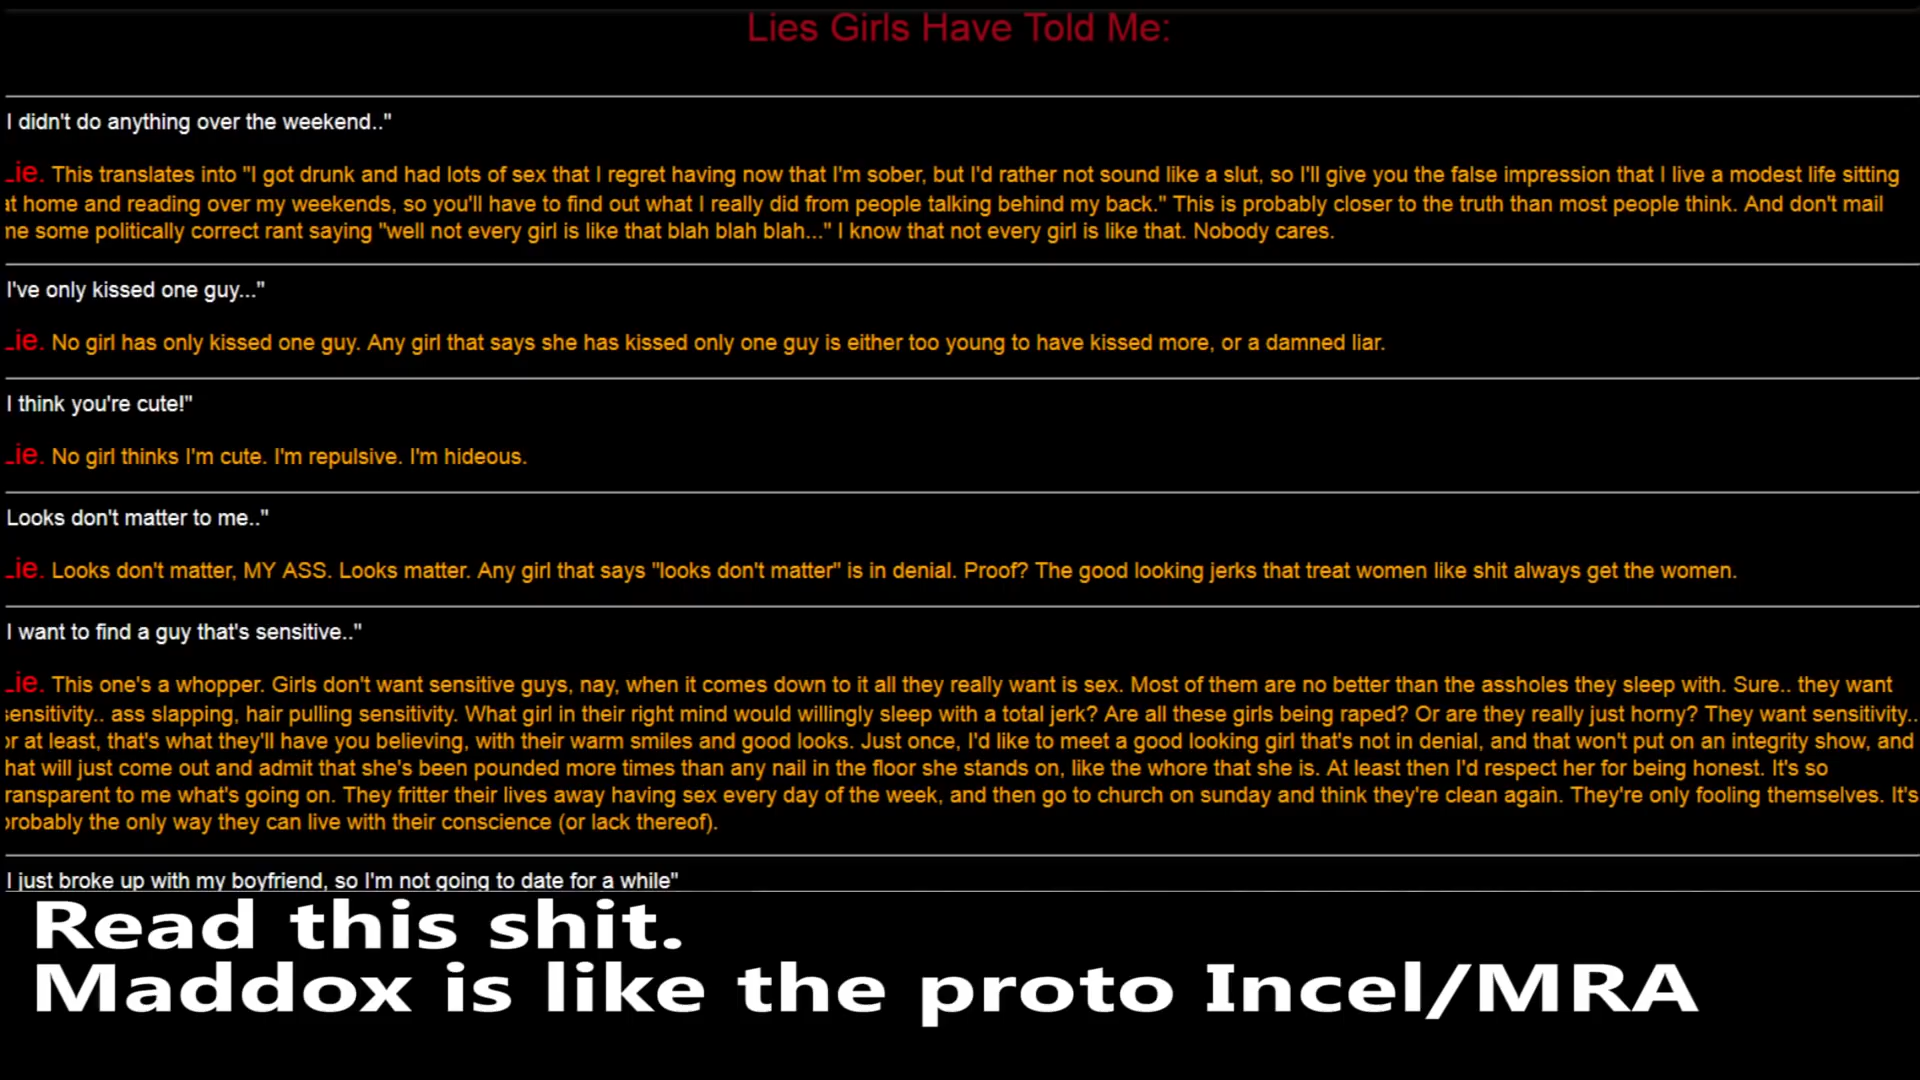 Lies Girls Have Told Me:
I didn't do anything over the weekend.."
Lie. This translates into "I got drunk and had lots of sex that I regret having now that I'm sober, but I'd rather not sound like a slut, so I'll give you the false impression that I live a modest life sitting
at home and reading over my weekends, so you'll have to find out what I really did from people talking behind my back." This is probably closer to the truth than most people think. And don't mail
me some politically correct rant saying "well not every girl is like that blah blah blah..." I know that not every girl is like that. Nobody cares.
I've only kissed one guy..."
Lie. No girl has only kissed one guy. Any girl that says she has kissed only one guy is either too young to have kissed more, or a damned liar.
I think you're cute!"
Lie. No girl thinks I'm cute. I'm repulsive. I'm hideous.
Looks don't matter to me.."
Lie. Looks don't matter, MY ASS. Looks matter. Any girl that says "looks don't matter" is in denial. Proof? The good looking jerks that treat women like shit always get the women.
I want to find a guy that's sensitive.."
Lie. This one's a whopper. Girls don't want sensitive guys, nay, when it comes down to it all they really want is sex. Most of them are no better than the assholes they sleep with. Sure.. they want
sensitivity.. ass slapping, hair pulling sensitivity. What girl in their right mind would willingly sleep with a total jerk? Are all these girls being raped? Or are they really just horny? They want sensitivity..
or at least, that's what they'll have you believing, with their warm smiles and good looks. Just once, I'd like to meet a good looking girl that's not in denial, and that won't put on an integrity show, and
hat will just come out and admit that she's been pounded more times than any nail in the floor she stands on, like the whore that she is. At least then I'd respect her for being honest. It's so
ransparent to me what's going on. They fritter their lives away having sex every day of the week, and then go to church on sunday and think they're clean again. They're only fooling themselves. It's
probably the only way they can live with their conscience (or lack thereof).
I just broke up with my boyfriend, so I'm not going to date for a while"
Read this shit.
Maddox is like the proto Incel/MRA